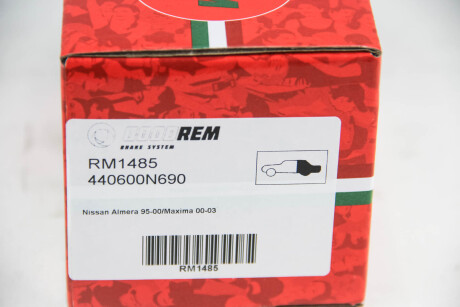 REM
BRAKE SYSTEM
RM1485
440600N690
Nissan Almera 95-00/Maxima 00-03
RM1485